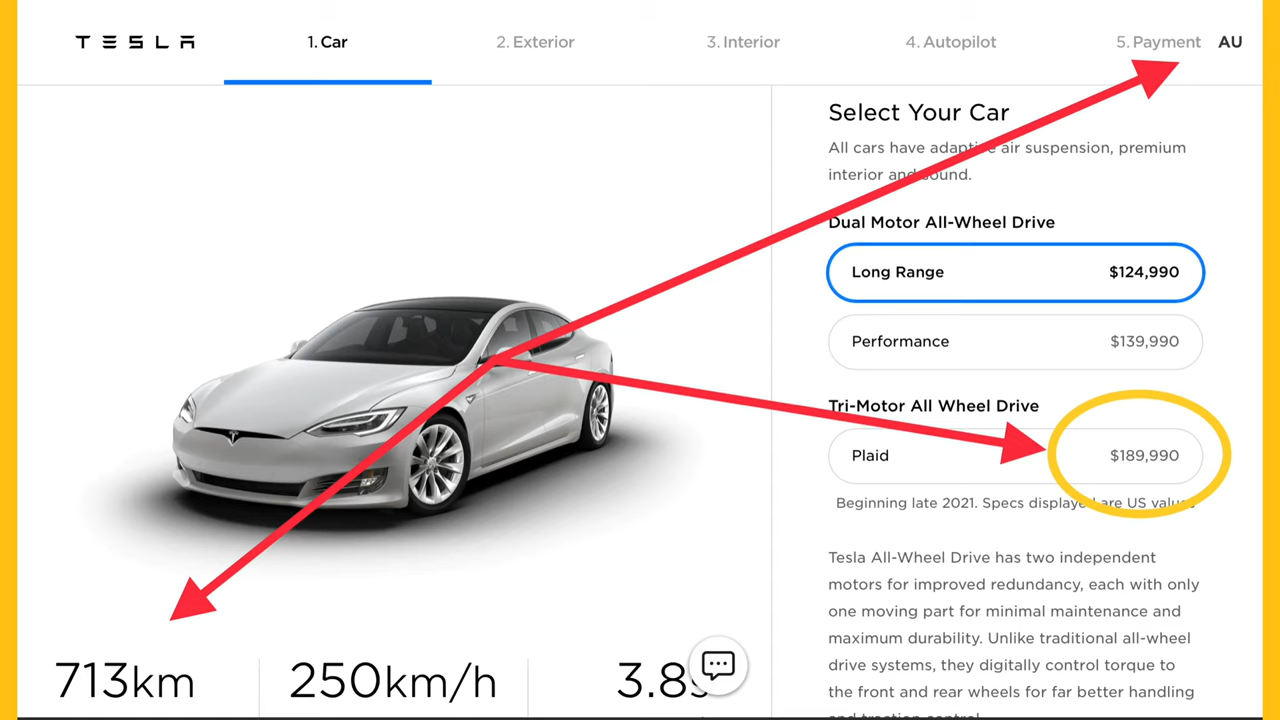 TESLA
1. Car
2. Exterior
3. Interior
4. Autopilot
5. Payment
AU
Select Your Car
All cars have adaptive air suspension, premium
interior and sound.
Dual Motor All-Wheel Drive
Long Range $124,990
Performance $139,990
Tri-Motor All Wheel Drive
Plaid $189,990
Beginning late 2021. Specs displayed are US values
Tesla All-Wheel Drive has two independent
motors for improved redundancy, each with only
one moving part for minimal maintenance and
maximum durability. Unlike traditional all-wheel
drive systems, they digitally control torque to
the front and rear wheels for far better handling
and traction control.
713km
250km/h
3.8s